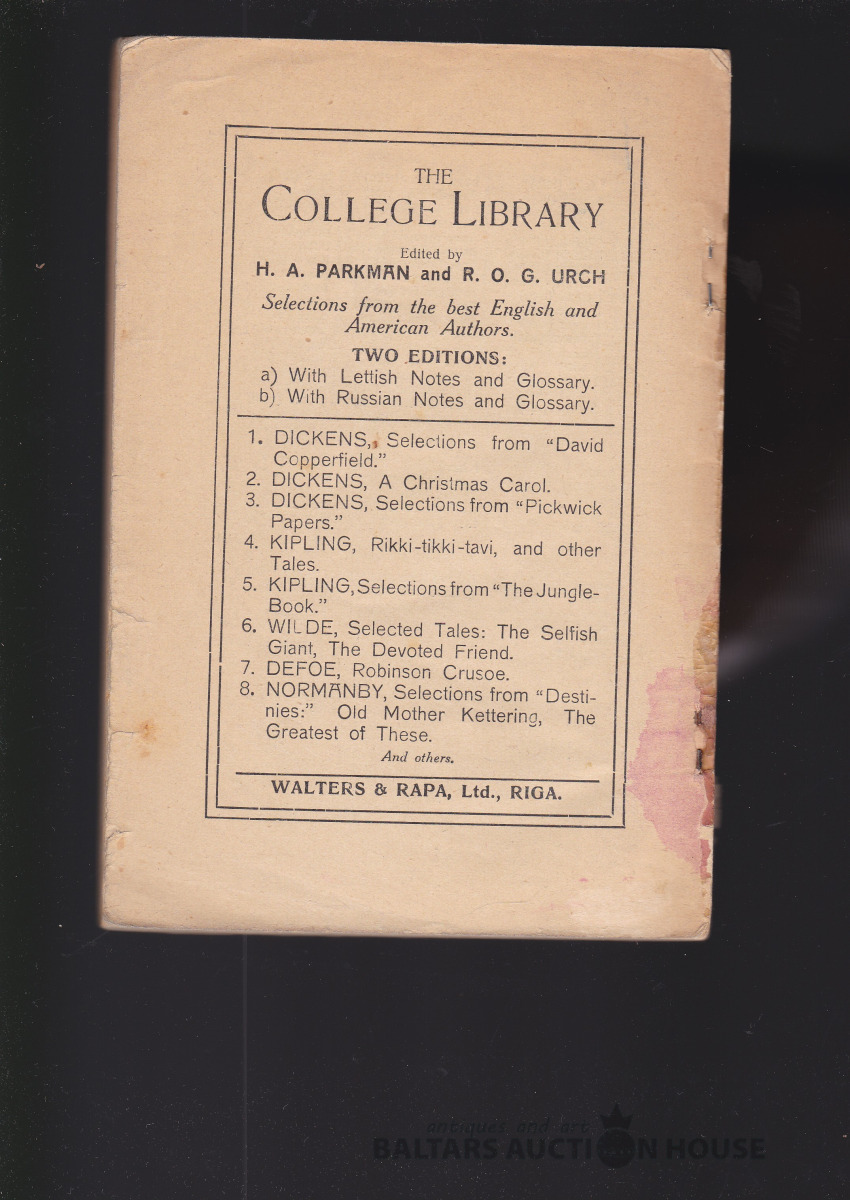 THE
COLLEGE LIBRARY
Edited by
H. A. PARKMAN and R. O. G. URCH
Selections from the best English and
American Authors.
TWO EDITIONS:
a) With Lettish Notes and Glossary.
b) With Russian Notes and Glossary.
1. DICKENS, Selections from “David
Copperfield.”
2. DICKENS, A Christmas Carol.
3. DICKENS, Selections from “Pickwick
Papers.”
4. KIPLING, Rikki-tikki-tavi, and other
Tales.
5. KIPLING, Selections from “The Jungle-
Book.”
6. WILDE, Selected Tales: The Selfish
Giant, The Devoted Friend.
7. DEFOE, Robinson Crusoe.
8. NORMANBY, Selections from “Desti-
nies:” Old Mother Kettering, The
Greatest of These.
And others.
WALTERS & RAPA, Ltd., RIGA.
antiques and art
BALTARS AUCTION HOUSE